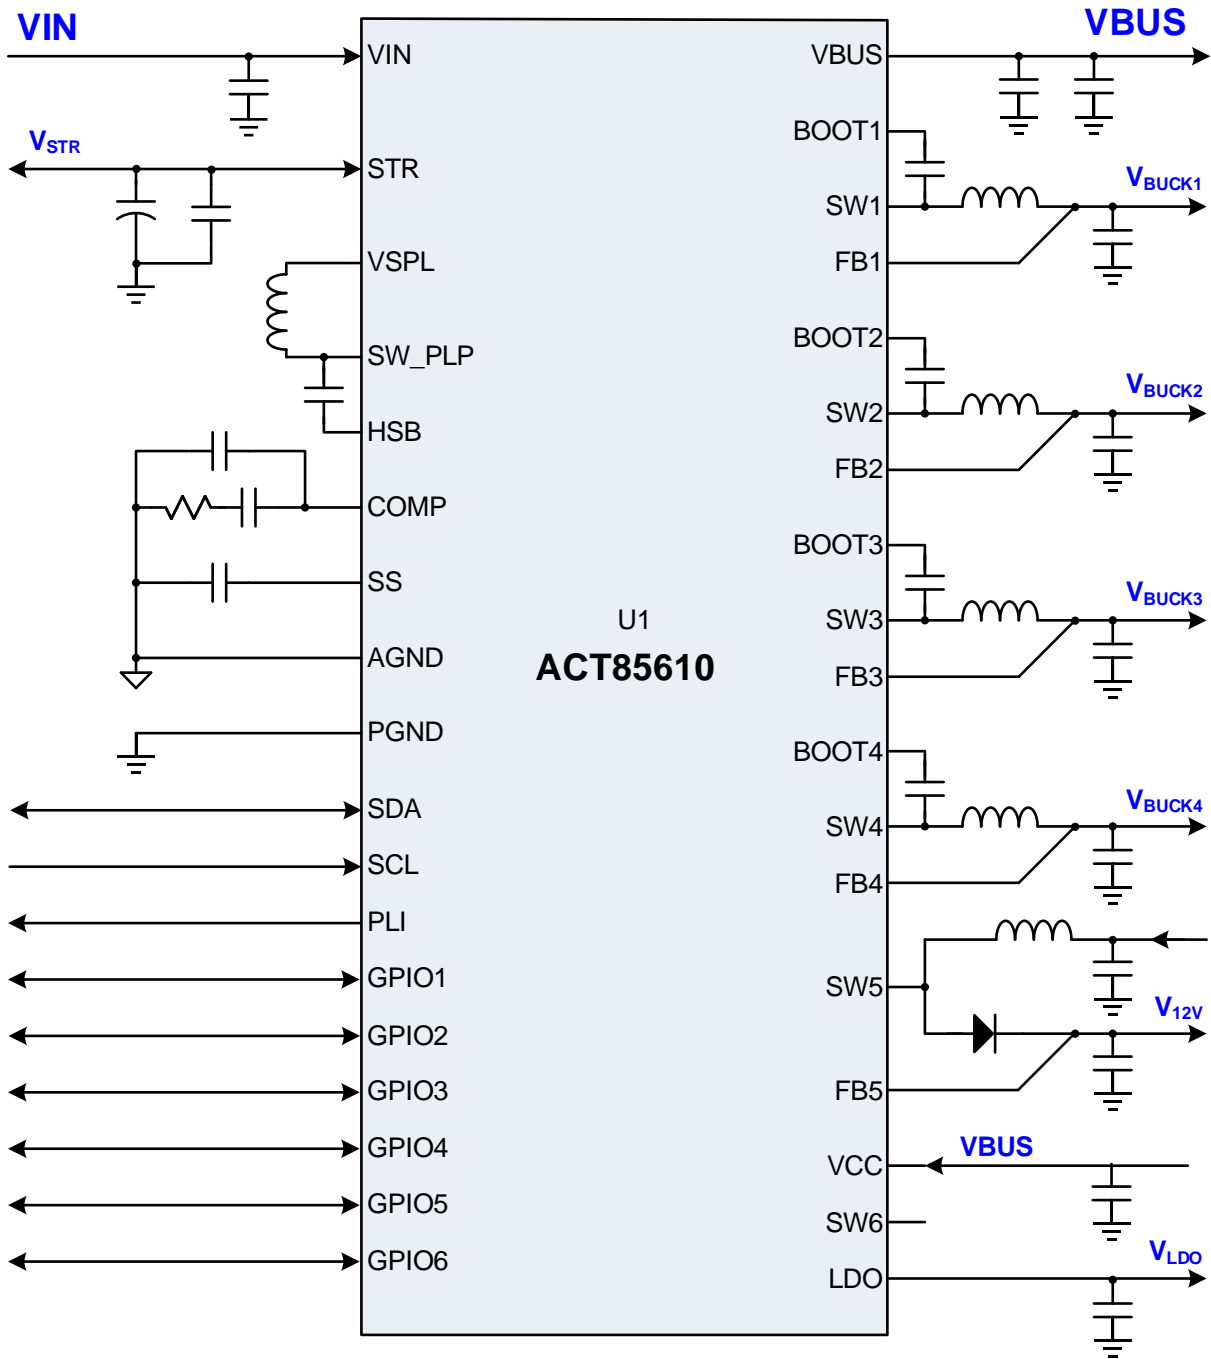 VIN
VBUS
VIN
VBUS
BOOT1
VSTR
STR
VBUCK1
SW1
VSPL
FB1
BOOT2
SW_PLP
VBUCK2
SW2
HSB
FB2
COMP
BOOT3
SS
VBUCK3
U1
SW3
ACT85610
AGND
FB3
PGND
BOOT4
SDA
VBUCK4
SW4
SCL
FB4
PLI
GPIO1
SW5
V12V
GPIO2
GPIO3
FB5
GPIO4
VBUS
VCC
GPIO5
SW6
GPIO6
VLDO
LDO